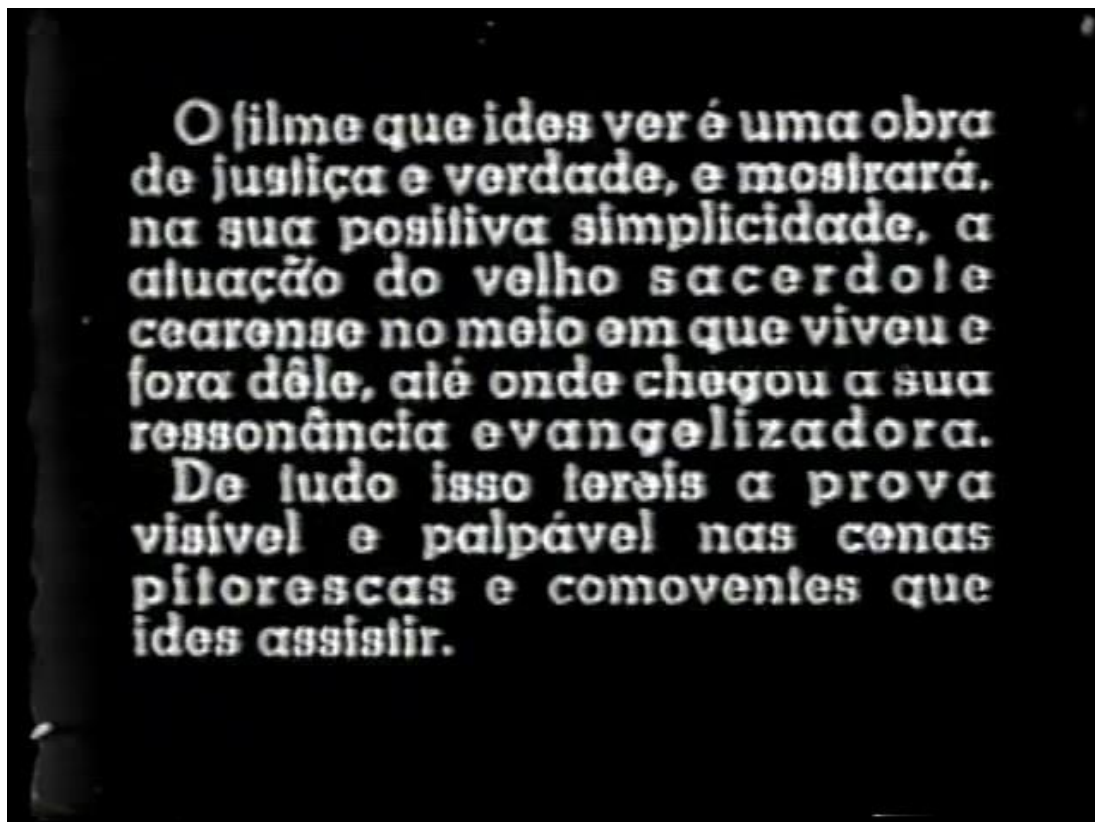 O filme que ides ver é uma obra
de justiça e verdade, e mostrará,
na sua positiva simplicidade, a
atuação do velho sacerdote
cearense no meio em que viveu e
fora dêle, até onde chegou a sua
ressonância evangelizadora.
De tudo isso tereis a prova
visível e palpável nas cenas
pitorescas e comoventes que
ides assistir.